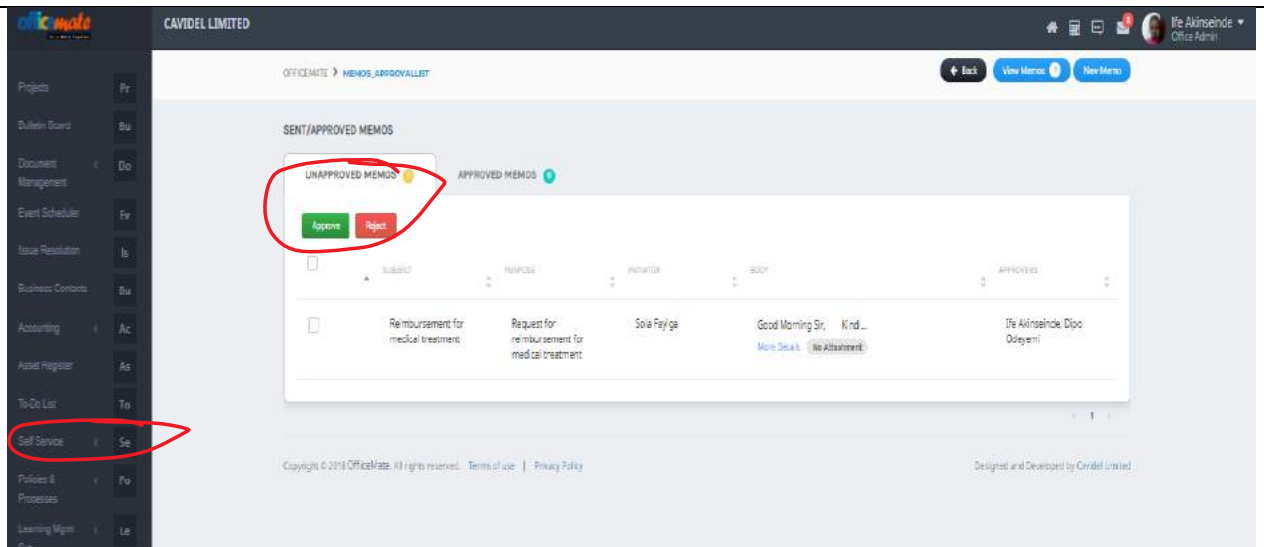 officemate
CAVIDEL LIMITED
Ife Akinseinde
Office Admin
OFFICEMATE > MEMOS_APPROVALLIST
Back
View Memos
New Memo
Projects Pr
Bulletin Board Bu
Document Management Do
Event Scheduler Ev
Issue Resolution Is
Business Contacts Bu
Accounting Ac
Asset Register As
To-Do List To
Self Service Se
Policies & Processes Po
Learning Mgmt Le
SENT/APPROVED MEMOS
UNAPPROVED MEMOS
APPROVED MEMOS
Approve Reject
SUBJECT PURPOSE INITIATOR BODY APPROVERS
Reimbursement for
medical treatment
Request for
reimbursement for
medical treatment
Sola Fayiga
Good Morning Sir, Kind ...
More Details No Attachment
Ife Akinseinde, Dipo
Odeyemi
1
Copyright © 2018 OfficeMate. All rights reserved. Terms of use | Privacy Policy
Designed and Developed by Cavidel Limited